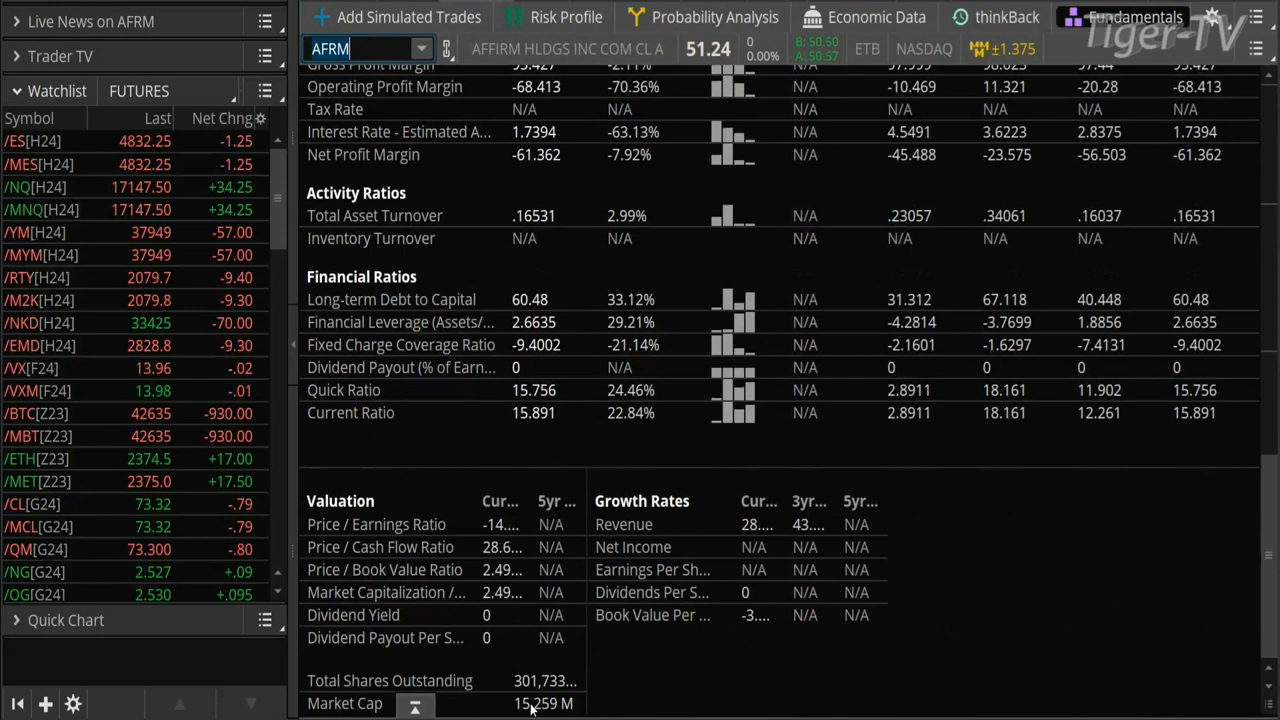 Live News on AFRM
Trader TV
Watchlist FUTURES
Symbol Last Net Chng
/ES[H24] 4832.25 -1.25
/MES[H24] 4832.25 -1.25
/NQ[H24] 17147.50 +34.25
/MNQ[H24] 17147.50 +34.25
/YM[H24] 37949 -57.00
/MYM[H24] 37949 -57.00
/RTY[H24] 2079.7 -9.40
/M2K[H24] 2079.8 -9.30
/NKD[H24] 33425 -70.00
/EMD[H24] 2828.8 -9.30
/VX[F24] 13.96 -.02
/VXM[F24] 13.98 -.01
/BTC[Z23] 42635 -930.00
/MBT[Z23] 42635 -930.00
/ETH[Z23] 2374.5 +17.00
/MET[Z23] 2375.0 +17.50
/CL[G24] 73.32 -.79
/MCL[G24] 73.32 -.79
/QM[G24] 73.300 -.80
/NG[G24] 2.527 +.09
/QG[G24] 2.530 +.095
Quick Chart
Add Simulated Trades Risk Profile Probability Analysis Economic Data thinkBack Fundamentals
Tiger-TV
AFRM AFFIRM HLDGS INC COM CL A 51.24 0 0.00% B: 50.50 A: 50.57 ETB NASDAQ ±1.375
Gross Profit Margin 93.427 -2.11% N/A 97.999 98.023 97.44 93.427
Operating Profit Margin -68.413 -70.36% N/A -10.469 11.321 -20.28 -68.413
Tax Rate N/A N/A N/A N/A N/A N/A N/A
Interest Rate - Estimated A... 1.7394 -63.13% N/A 4.5491 3.6223 2.8375 1.7394
Net Profit Margin -61.362 -7.92% N/A -45.488 -23.575 -56.503 -61.362
Activity Ratios
Total Asset Turnover .16531 2.99% N/A .23057 .34061 .16037 .16531
Inventory Turnover N/A N/A N/A N/A N/A N/A N/A
Financial Ratios
Long-term Debt to Capital 60.48 33.12% N/A 31.312 67.118 40.448 60.48
Financial Leverage (Assets/... 2.6635 29.21% N/A -4.2814 -3.7699 1.8856 2.6635
Fixed Charge Coverage Ratio -9.4002 -21.14% N/A -2.1601 -1.6297 -7.4131 -9.4002
Dividend Payout (% of Earn... 0 N/A N/A 0 0 0 0
Quick Ratio 15.756 24.46% N/A 2.8911 18.161 11.902 15.756
Current Ratio 15.891 22.84% N/A 2.8911 18.161 12.261 15.891
Valuation Cur... 5yr ...
Price / Earnings Ratio -14.... N/A
Price / Cash Flow Ratio 28.6... N/A
Price / Book Value Ratio 2.49... N/A
Market Capitalization /... 2.49... N/A
Dividend Yield 0 N/A
Dividend Payout Per S... 0 N/A
Total Shares Outstanding 301,733...
Market Cap 15,259 M
Growth Rates Cur... 3yr... 5yr...
Revenue 28.... 43.... N/A
Net Income N/A N/A N/A
Earnings Per Sh... N/A N/A N/A
Dividends Per S... 0 N/A N/A
Book Value Per ... -3.... N/A N/A